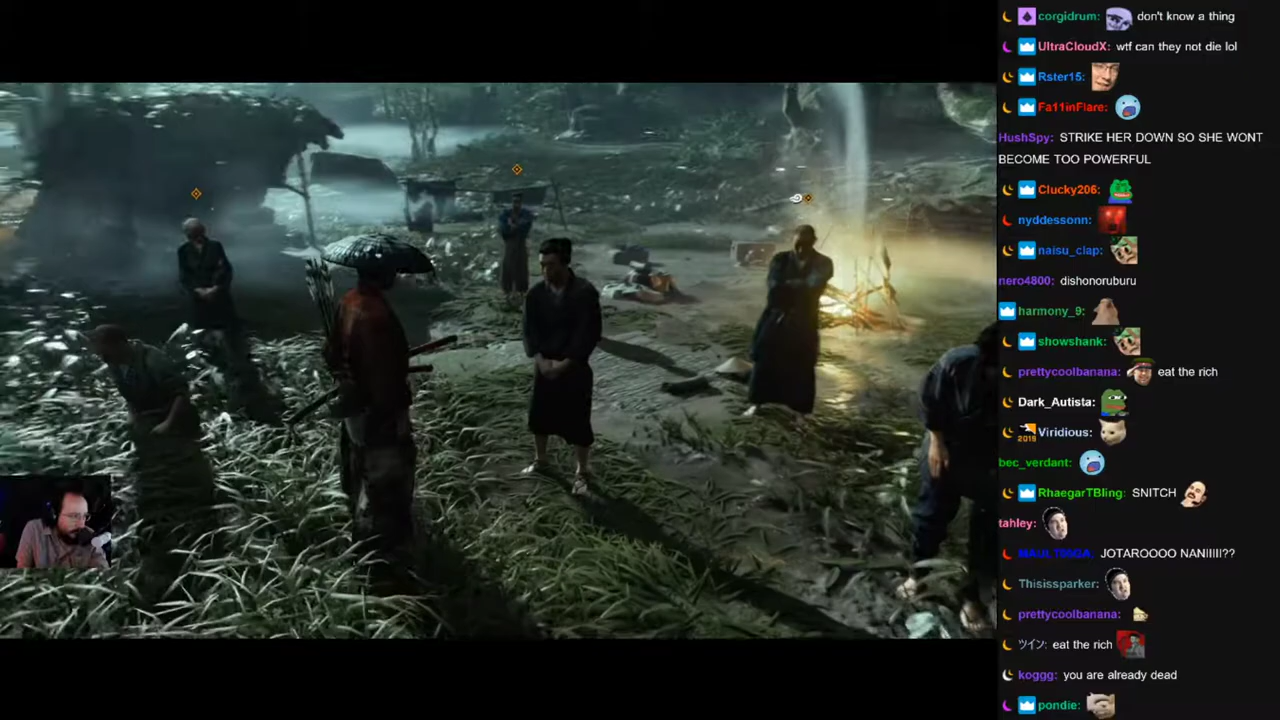 corgidrum: don't know a thing
UltraCloudX: wtf can they not die lol
Rster15:
Fa11inFlare:
HushSpy: STRIKE HER DOWN SO SHE WONT
BECOME TOO POWERFUL
Clucky206:
nyddessonn:
naisu_clap:
nero4800: dishonoruburu
harmony_9:
showshank:
prettycoolbanana: eat the rich
Dark_Autista:
2019 Viridious:
bec_verdant:
RhaegarTBling: SNITCH
tahley:
JOTAROOOO NANIIIII??
Thisissparker:
prettycoolbanana:
ツイン: eat the rich
koggg: you are already dead
pondie: